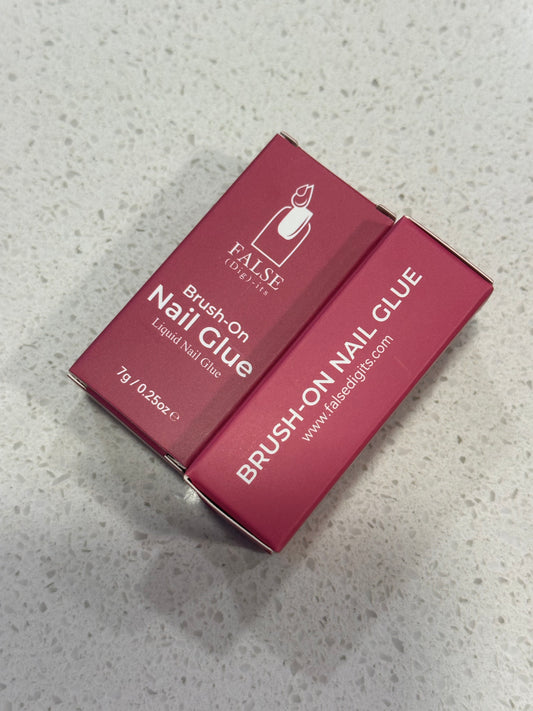 FALSE
(Dig)-its
Brush-On
Nail Glue
Liquid Nail Glue
7g / 0.25oz ℮
BRUSH-ON NAIL GLUE
www.falsedigits.com